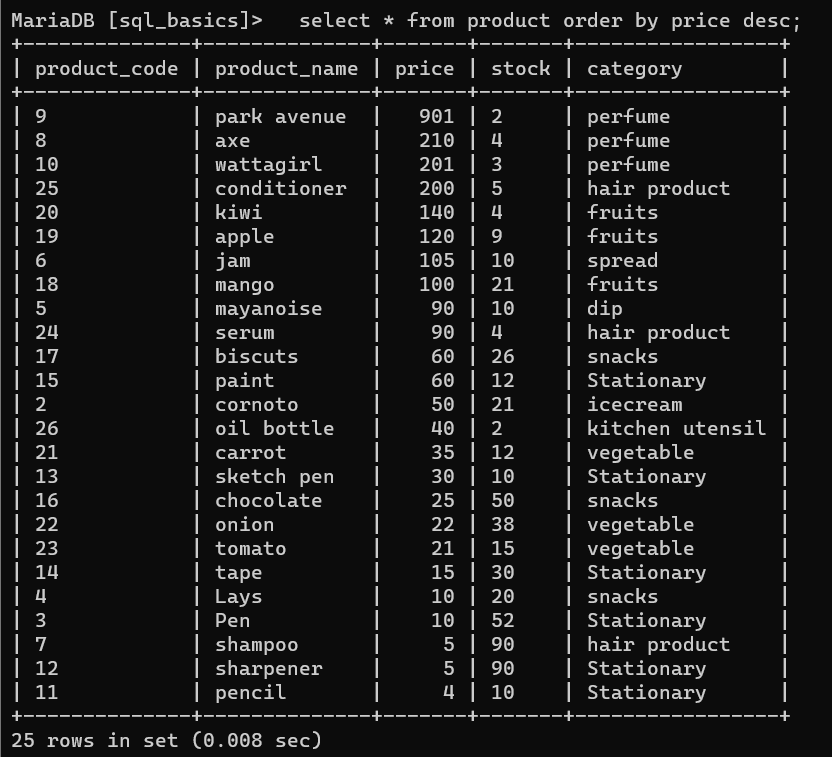 MariaDB [sql_basics]>   select * from product order by price desc;
+--------------+--------------+-------+-------+-----------------+
| product_code | product_name | price | stock | category        |
+--------------+--------------+-------+-------+-----------------+
| 9            | park avenue  |   901 | 2     | perfume         |
| 8            | axe          |   210 | 4     | perfume         |
| 10           | wattagirl    |   201 | 3     | perfume         |
| 25           | conditioner  |   200 | 5     | hair product    |
| 20           | kiwi         |   140 | 4     | fruits          |
| 19           | apple        |   120 | 9     | fruits          |
| 6            | jam          |   105 | 10    | spread          |
| 18           | mango        |   100 | 21    | fruits          |
| 5            | mayanoise    |    90 | 10    | dip             |
| 24           | serum        |    90 | 4     | hair product    |
| 17           | biscuts      |    60 | 26    | snacks          |
| 15           | paint        |    60 | 12    | Stationary      |
| 2            | cornoto      |    50 | 21    | icecream        |
| 26           | oil bottle   |    40 | 2     | kitchen utensil |
| 21           | carrot       |    35 | 12    | vegetable       |
| 13           | sketch pen   |    30 | 10    | Stationary      |
| 16           | chocolate    |    25 | 50    | snacks          |
| 22           | onion        |    22 | 38    | vegetable       |
| 23           | tomato       |    21 | 15    | vegetable       |
| 14           | tape         |    15 | 30    | Stationary      |
| 4            | Lays         |    10 | 20    | snacks          |
| 3            | Pen          |    10 | 52    | Stationary      |
| 7            | shampoo      |     5 | 90    | hair product    |
| 12           | sharpener    |     5 | 90    | Stationary      |
| 11           | pencil       |     4 | 10    | Stationary      |
+--------------+--------------+-------+-------+-----------------+
25 rows in set (0.008 sec)